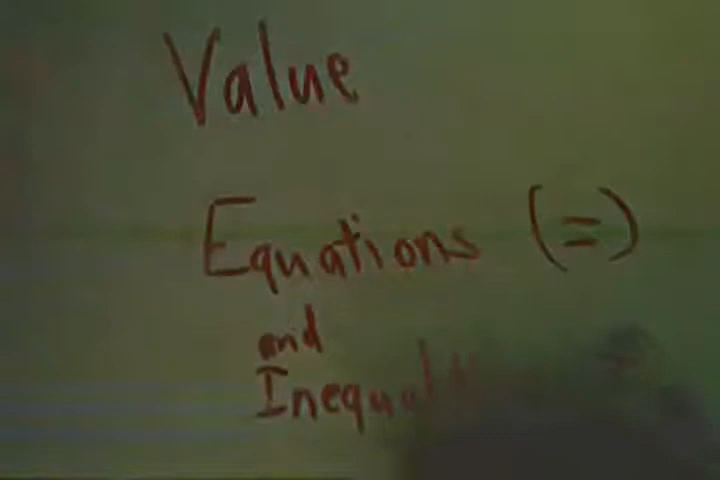 Value
Equations (=)
and